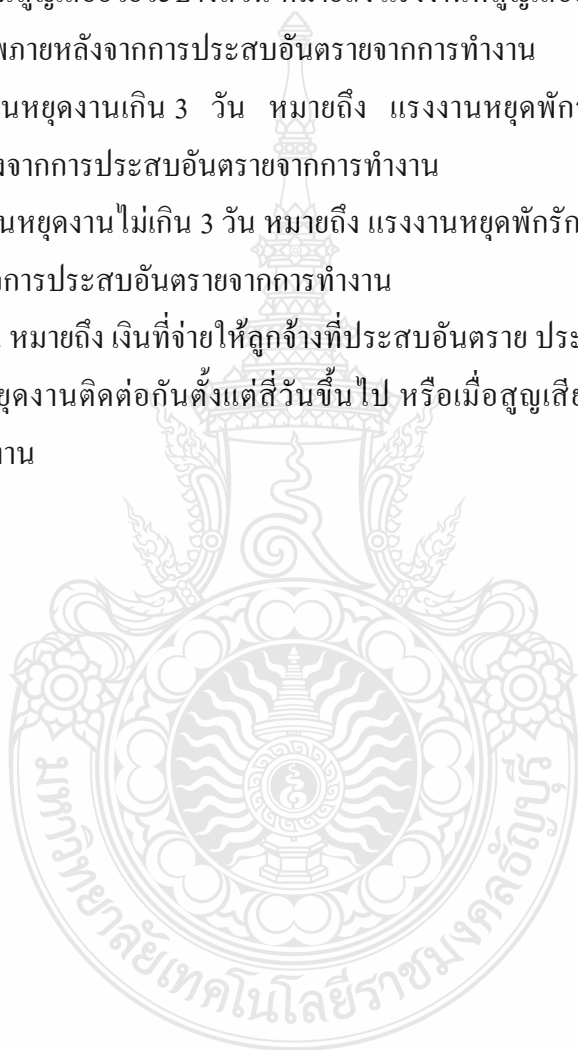 หมายถึง
ภายหลังจากการประสบอันตรายจากการทำงาน
หยุดงานเกิน 3 วัน หมายถึง แรงงานหยุดพักร
จากการประสบอันตรายจากการทำงาน
นหยุดงานไม่เกิน 3 วัน หมายถึง แรงงานหยุดพักรัก
การประสบอันตรายจากการทำงาน
หมายถึง เงินที่จ่ายให้ลูกจ้างที่ประสบอันตราย ประ
ยุดงานติดต่อกันตั้งแต่สี่วันขึ้นไป หรือเมื่อสูญเสีย
งาน
มหาวิทยาลัยเทคโนโลยีราชมงคลธัญบุรี